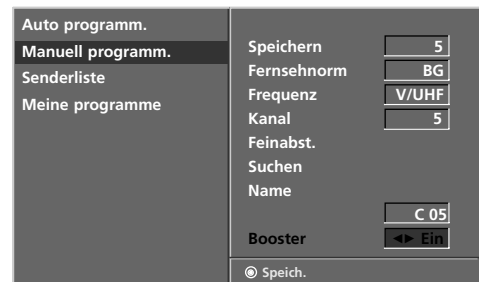 Auto programm.
Manuell programm.
Senderliste
Meine programme
Speichern 5
Fernsehnorm BG
Frequenz V/UHF
Kanal 5
Feinabst.
Suchen
Name
C 05
Booster ◄► Ein
Speich.